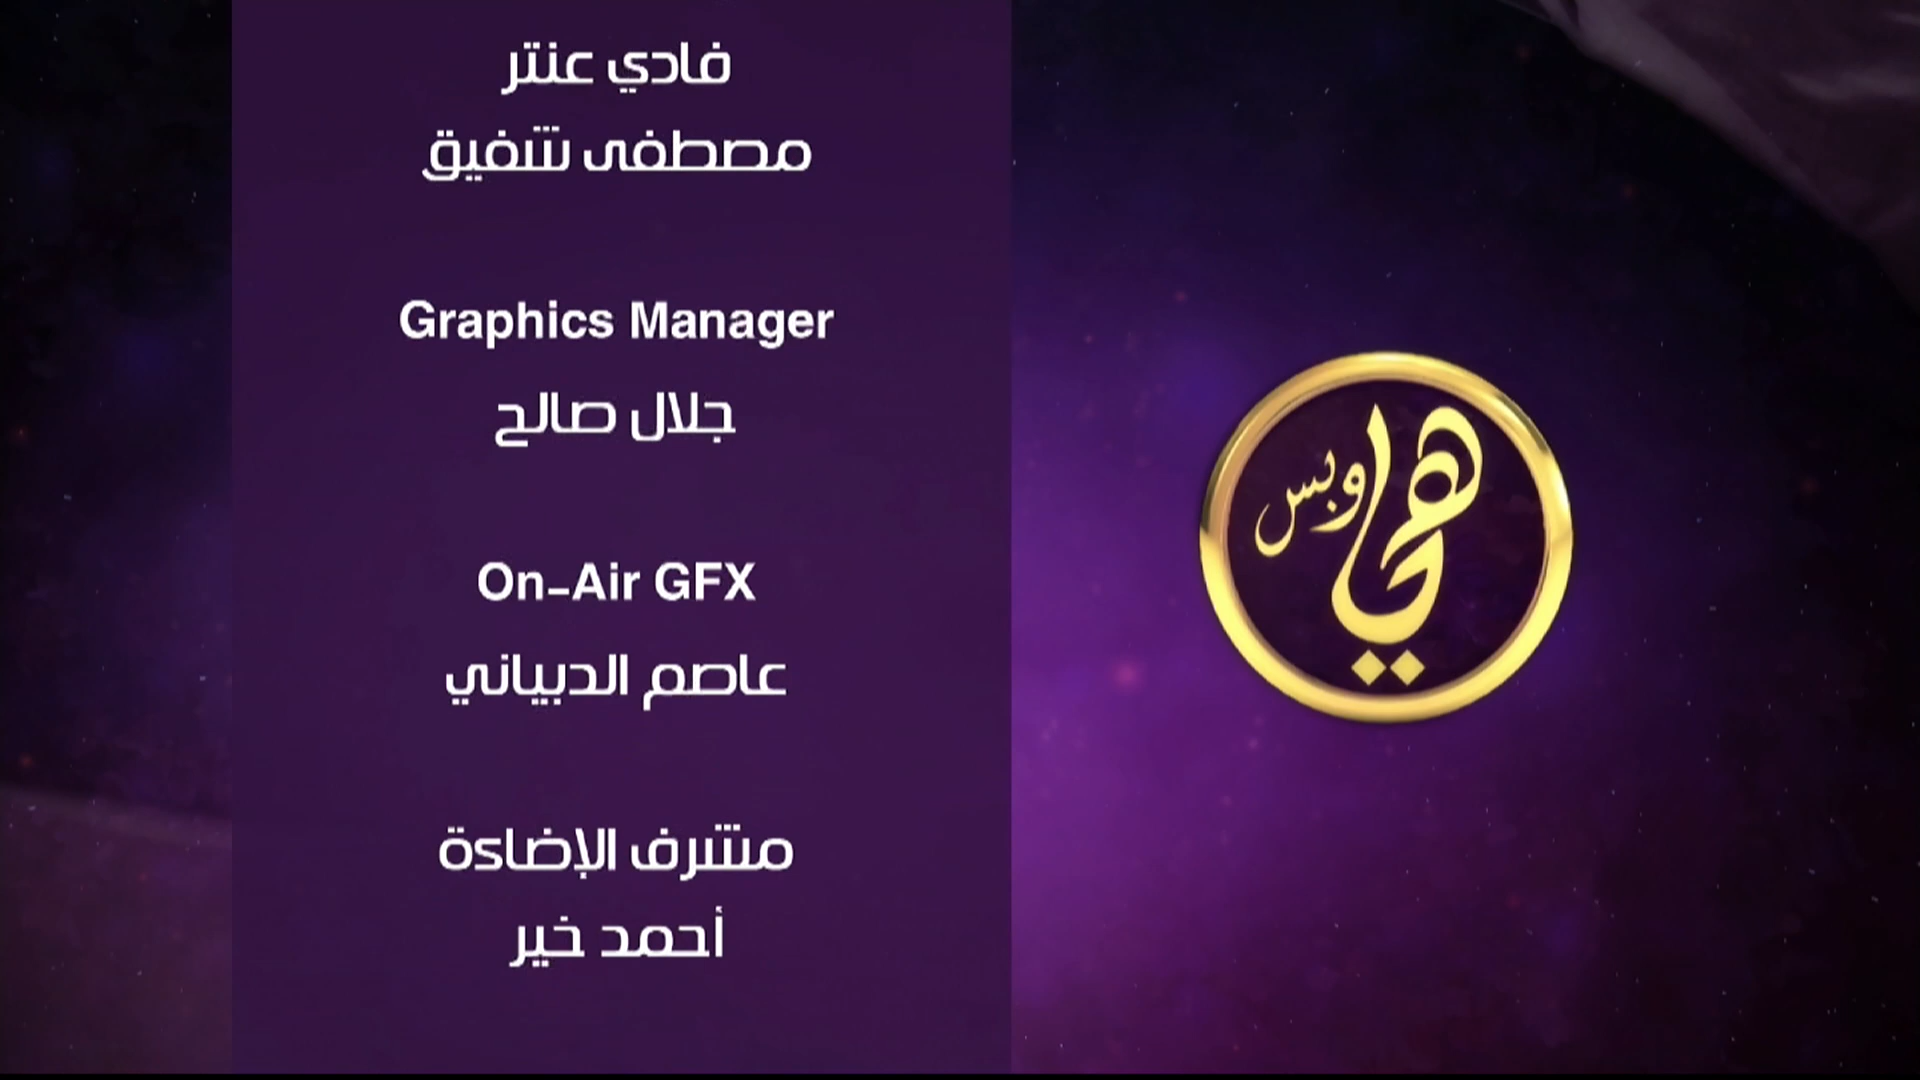 فادي عنتر
مصطفى شفيق
Graphics Manager
جلال صالح
On-Air GFX
عاصم الدبياني
مشرف الإضاءة
أحمد خير
هي وبس